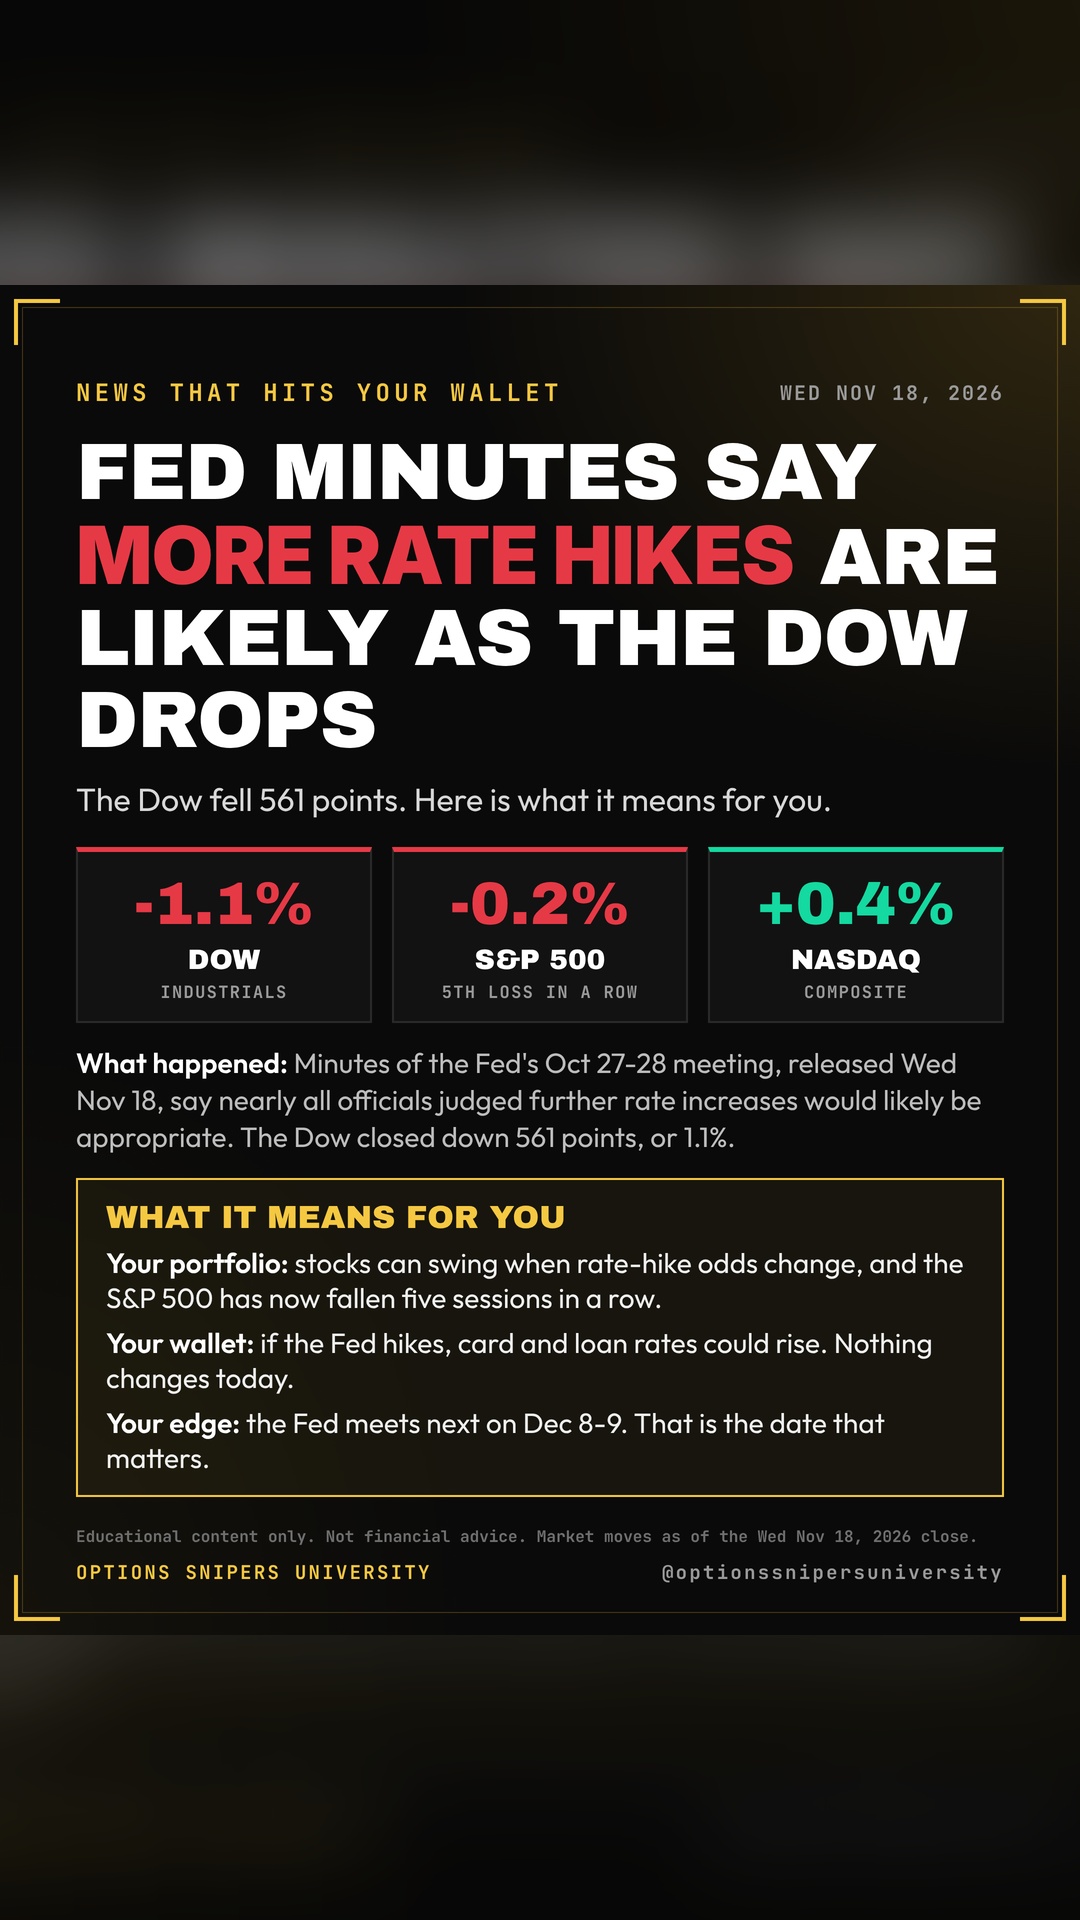 NEWS THAT HITS YOUR WALLET
WED NOV 18, 2026
FED MINUTES SAY
MORE RATE HIKES ARE
LIKELY AS THE DOW
DROPS
The Dow fell 561 points. Here is what it means for you.
-1.1%
DOW
INDUSTRIALS
-0.2%
S&P 500
5TH LOSS IN A ROW
+0.4%
NASDAQ
COMPOSITE
What happened: Minutes of the Fed's Oct 27-28 meeting, released Wed
Nov 18, say nearly all officials judged further rate increases would likely be
appropriate. The Dow closed down 561 points, or 1.1%.
WHAT IT MEANS FOR YOU
Your portfolio: stocks can swing when rate-hike odds change, and the
S&P 500 has now fallen five sessions in a row.
Your wallet: if the Fed hikes, card and loan rates could rise. Nothing
changes today.
Your edge: the Fed meets next on Dec 8-9. That is the date that
matters.
Educational content only. Not financial advice. Market moves as of the Wed Nov 18, 2026 close.
OPTIONS SNIPERS UNIVERSITY
@optionssnipersuniversity